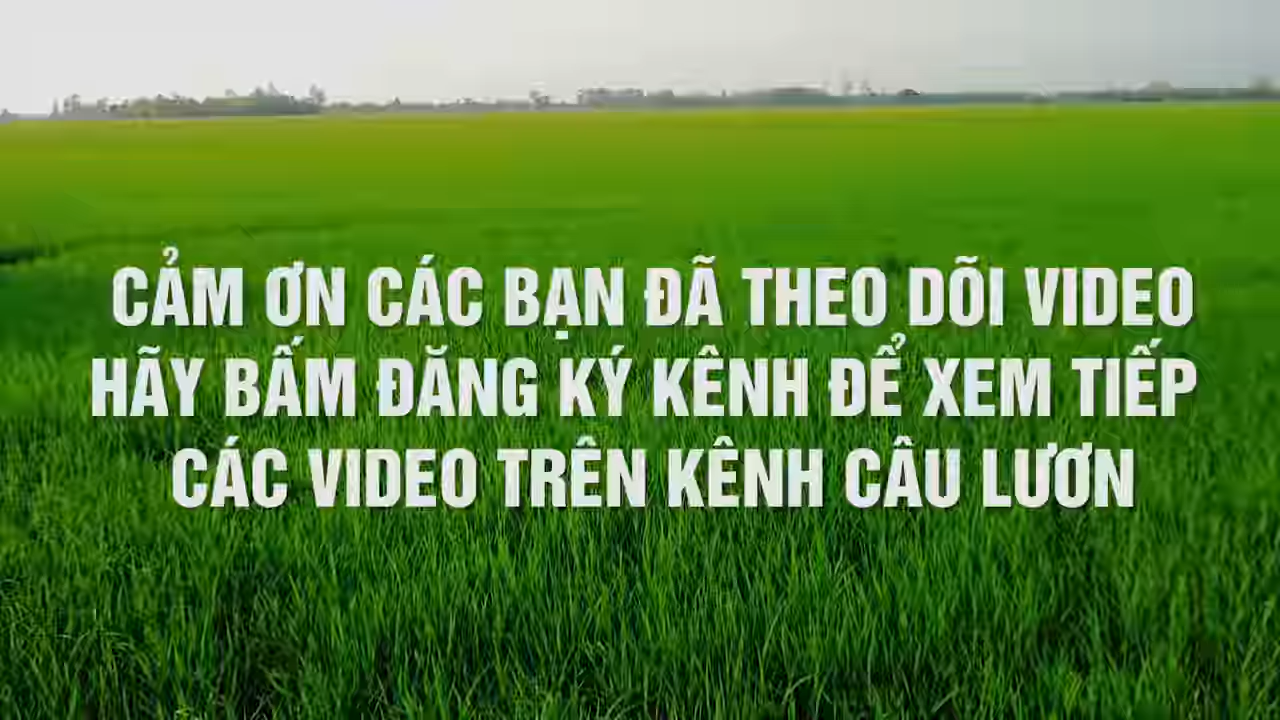 CẢM ƠN CÁC BẠN ĐÃ THEO DÕI VIDEO
HÃY BẤM ĐĂNG KÝ KÊNH ĐỂ XEM TIẾP
CÁC VIDEO TRÊN KÊNH CÂU LƯƠN